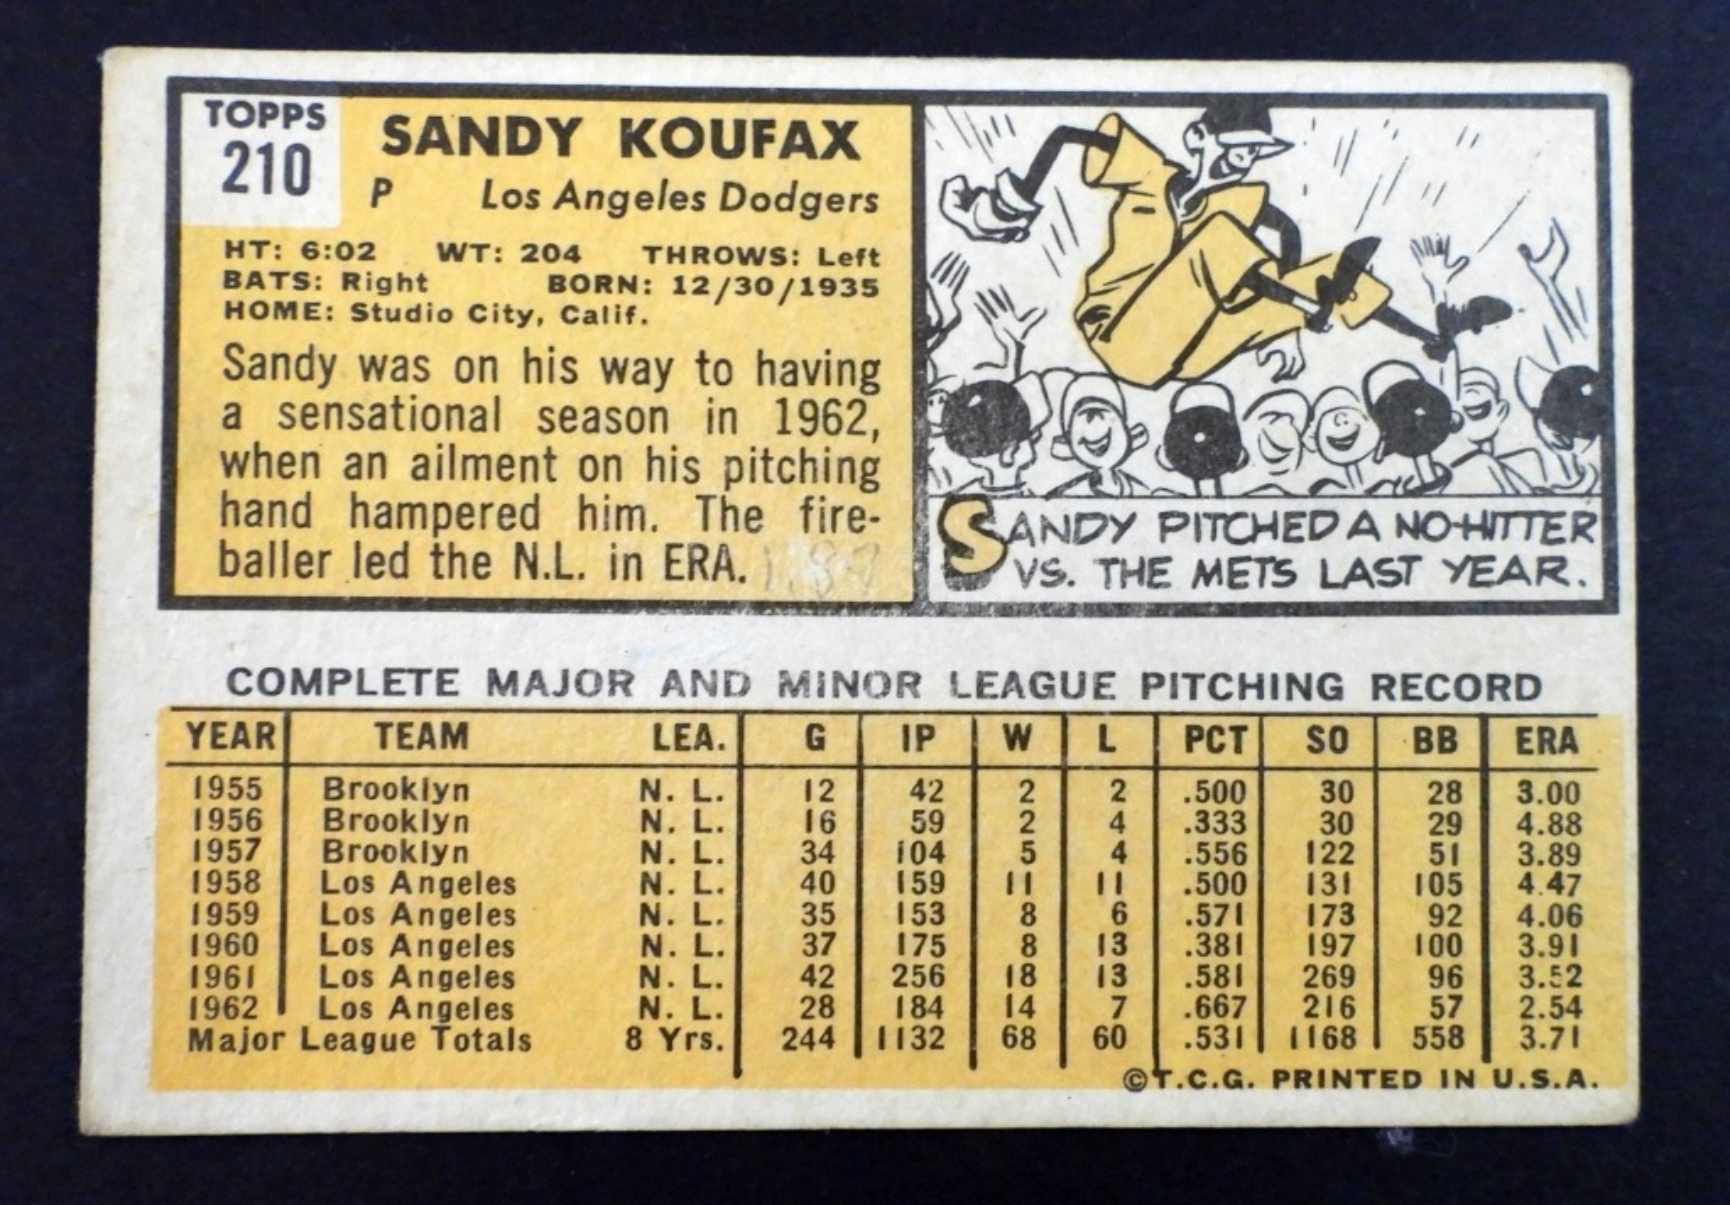 TOPPS
210
SANDY KOUFAX
P Los Angeles Dodgers
HT: 6:02 WT: 204 THROWS: Left
BATS: Right BORN: 12/30/1935
HOME: Studio City, Calif.
Sandy was on his way to having
a sensational season in 1962,
when an ailment on his pitching
hand hampered him. The fire-
baller led the N.L. in ERA.
SANDY PITCHED A NO-HITTER
VS. THE METS LAST YEAR.
COMPLETE MAJOR AND MINOR LEAGUE PITCHING RECORD
YEAR TEAM LEA. G IP W L PCT SO BB ERA
1955 Brooklyn N. L. 12 42 2 2 .500 30 28 3.00
1956 Brooklyn N. L. 16 59 2 4 .333 30 29 4.88
1957 Brooklyn N. L. 34 104 5 4 .556 122 51 3.89
1958 Los Angeles N. L. 40 159 11 11 .500 131 105 4.47
1959 Los Angeles N. L. 35 153 8 6 .571 173 92 4.06
1960 Los Angeles N. L. 37 175 8 13 .381 197 100 3.91
1961 Los Angeles N. L. 42 256 18 13 .581 269 96 3.52
1962 Los Angeles N. L. 28 184 14 7 .667 216 57 2.54
Major League Totals 8 Yrs. 244 1132 68 60 .531 1168 558 3.71
©T.C.G. PRINTED IN U.S.A.